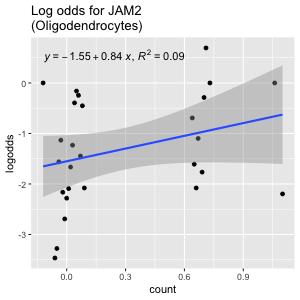 Log odds for JAM2
(Oligodendrocytes)
y = −1.55 + 0.84 x, R² = 0.09
0
-1
-2
-3
logodds
0.0 0.3 0.6 0.9
count